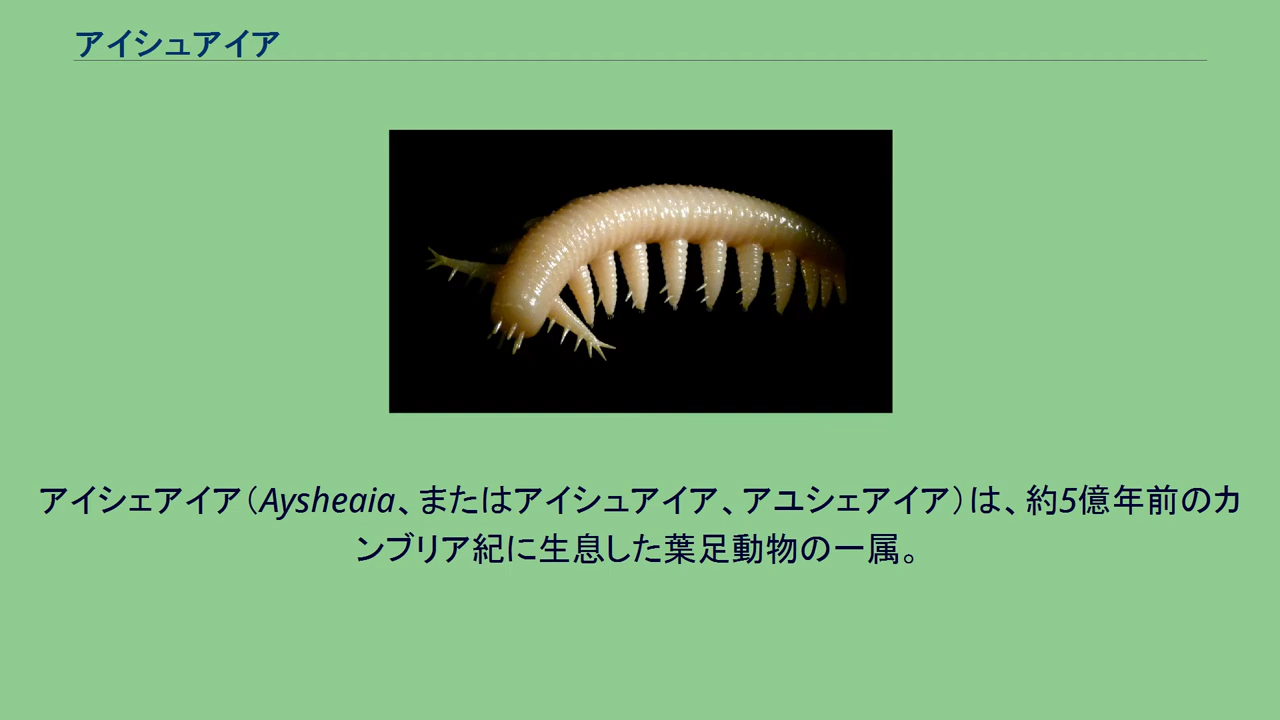 アイシュアイア
アイシェアイア（Aysheaia、またはアイシュアイア、アユシェアイア）は、約5億年前のカ
ンブリア紀に生息した葉足動物の一属。